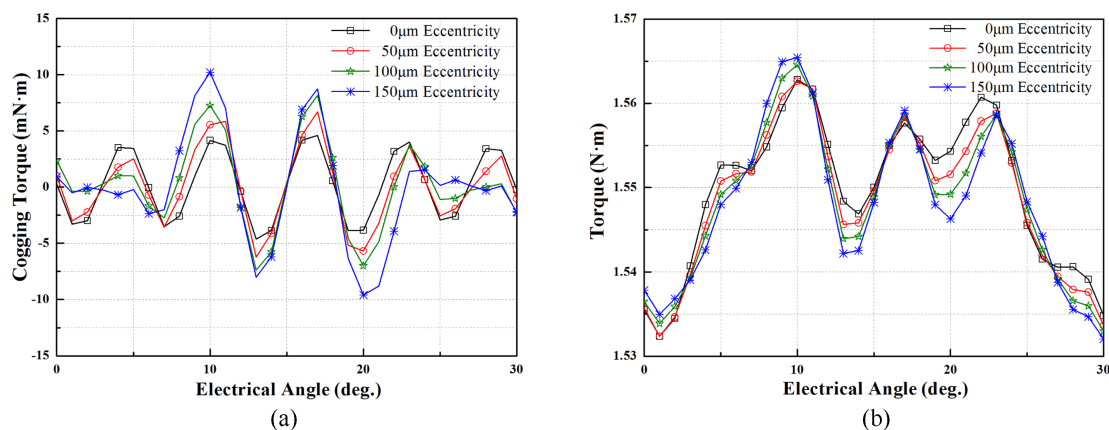 (a)
15
10
5
0
-5
-10
-15
Cogging Torque (mN·m)
0μm Eccentricity
50μm Eccentricity
100μm Eccentricity
150μm Eccentricity
0 10 20 30
Electrical Angle (deg.)
(a)
1.57
1.56
1.55
1.54
1.53
Torque (N·m)
0μm Eccentricity
50μm Eccentricity
100μm Eccentricity
150μm Eccentricity
0 10 20 30
Electrical Angle (deg.)
(b)